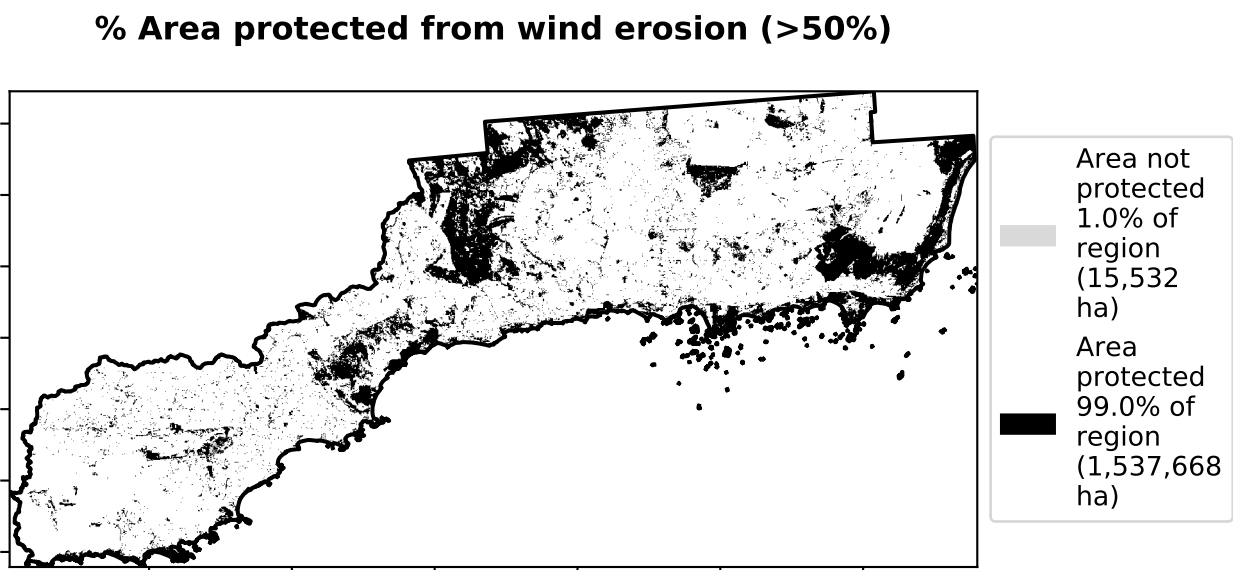 % Area protected from wind erosion (>50%)
Area not
protected
1.0% of
region
(15,532
ha)
Area
protected
99.0% of
region
(1,537,668
ha)